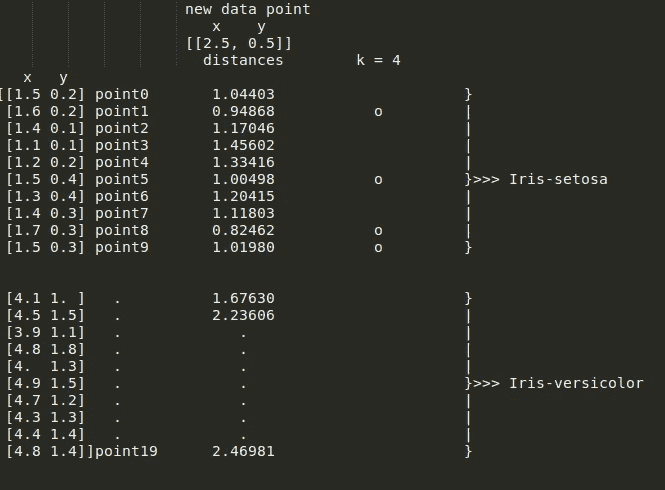 new data point
x y
[[2.5, 0.5]]
distances k = 4
x y
[[1.5 0.2] point0 1.04403 }
[1.6 0.2] point1 0.94868 o |
[1.4 0.1] point2 1.17046 |
[1.1 0.1] point3 1.45602 |
[1.2 0.2] point4 1.33416 |
[1.5 0.4] point5 1.00498 o }>>> Iris-setosa
[1.3 0.4] point6 1.20415 |
[1.4 0.3] point7 1.11803 |
[1.7 0.3] point8 0.82462 o |
[1.5 0.3] point9 1.01980 o }
[4.1 1. ] . 1.67630 }
[4.5 1.5] . 2.23606 |
[3.9 1.1] . . |
[4.8 1.8] . . |
[4. 1.3] . . |
[4.9 1.5] . . }>>> Iris-versicolor
[4.7 1.2] . . |
[4.3 1.3] . . |
[4.4 1.4] . . |
[4.8 1.4]]point19 2.46981 }